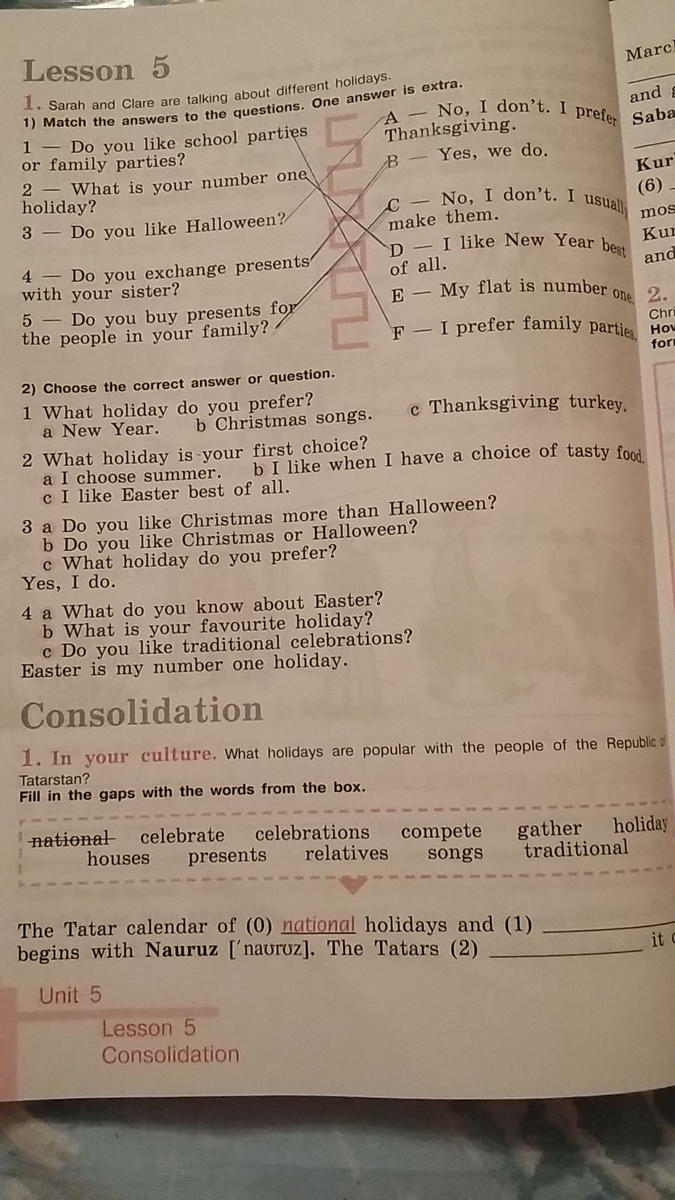 Lesson 5
1. Sarah and Clare are talking about different holidays.
1) Match the answers to the questions. One answer is extra.
1 — Do you like school parties
or family parties?
2 — What is your number one
holiday?
3 — Do you like Halloween?
4 — Do you exchange presents
with your sister?
5 — Do you buy presents for
the people in your family?
A — No, I don't. I prefer
Thanksgiving.
B — Yes, we do.
C — No, I don't. I usually
make them.
D — I like New Year best
of all.
E — My flat is number one.
F — I prefer family parties.
2) Choose the correct answer or question.
1 What holiday do you prefer?
a New Year. b Christmas songs. c Thanksgiving turkey.
2 What holiday is your first choice?
a I choose summer. b I like when I have a choice of tasty food.
c I like Easter best of all.
3 a Do you like Christmas more than Halloween?
b Do you like Christmas or Halloween?
c What holiday do you prefer?
Yes, I do.
4 a What do you know about Easter?
b What is your favourite holiday?
c Do you like traditional celebrations?
Easter is my number one holiday.
Consolidation
1. In your culture. What holidays are popular with the people of the Republic of
Tatarstan?
Fill in the gaps with the words from the box.
national celebrate celebrations compete gather holiday
houses presents relatives songs traditional
The Tatar calendar of (0) national holidays and (1)
begins with Nauruz ['naʊrʊz]. The Tatars (2) it
Unit 5
Lesson 5
Consolidation
and
Saba
(6)
mos
Kur
and
2.
Chri
How
for